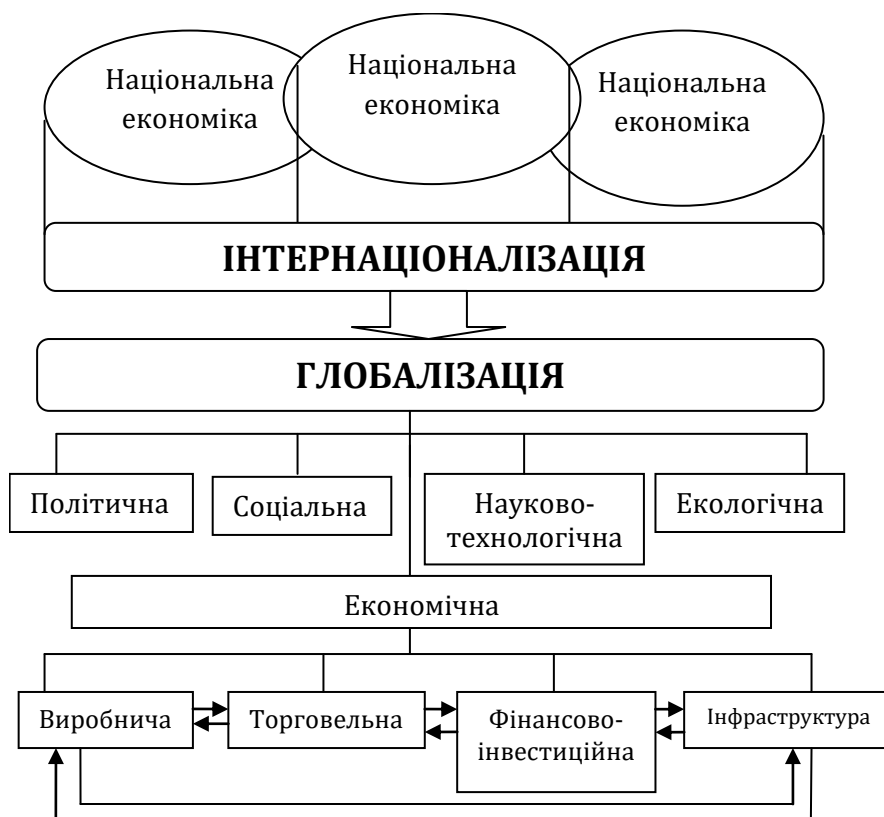 Національна
економіка
Національна
економіка
Національна
економіка
ІНТЕРНАЦІОНАЛІЗАЦІЯ
ГЛОБАЛІЗАЦІЯ
Політична
Соціальна
Науково-
технологічна
Екологічна
Економічна
Виробнича
Торговельна
Фінансово-
інвестиційна
Інфраструктура